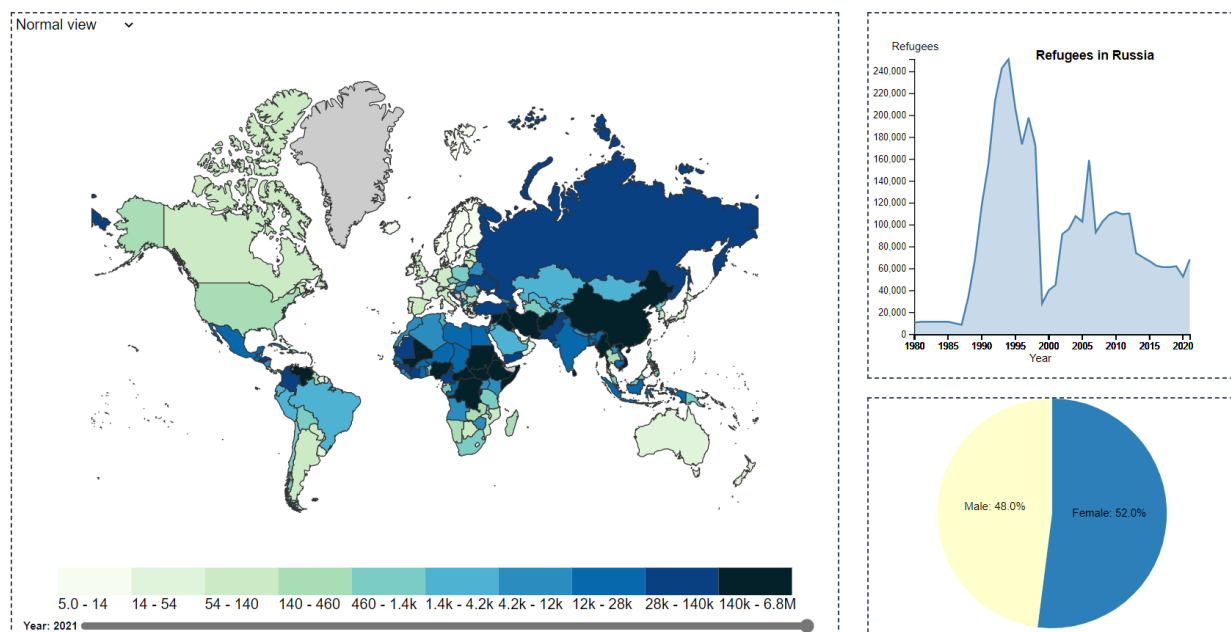 Normal view
5.0 - 14
14 - 54
54 - 140
140 - 460
460 - 1.4k
1.4k - 4.2k
4.2k - 12k
12k - 28k
28k - 140k
140k - 6.8M
Year: 2021
Refugees
Refugees in Russia
240,000
220,000
200,000
180,000
160,000
140,000
120,000
100,000
80,000
60,000
40,000
20,000
0
1980 1985 1990 1995 2000 2005 2010 2015 2020
Year
Male: 48.0%
Female: 52.0%